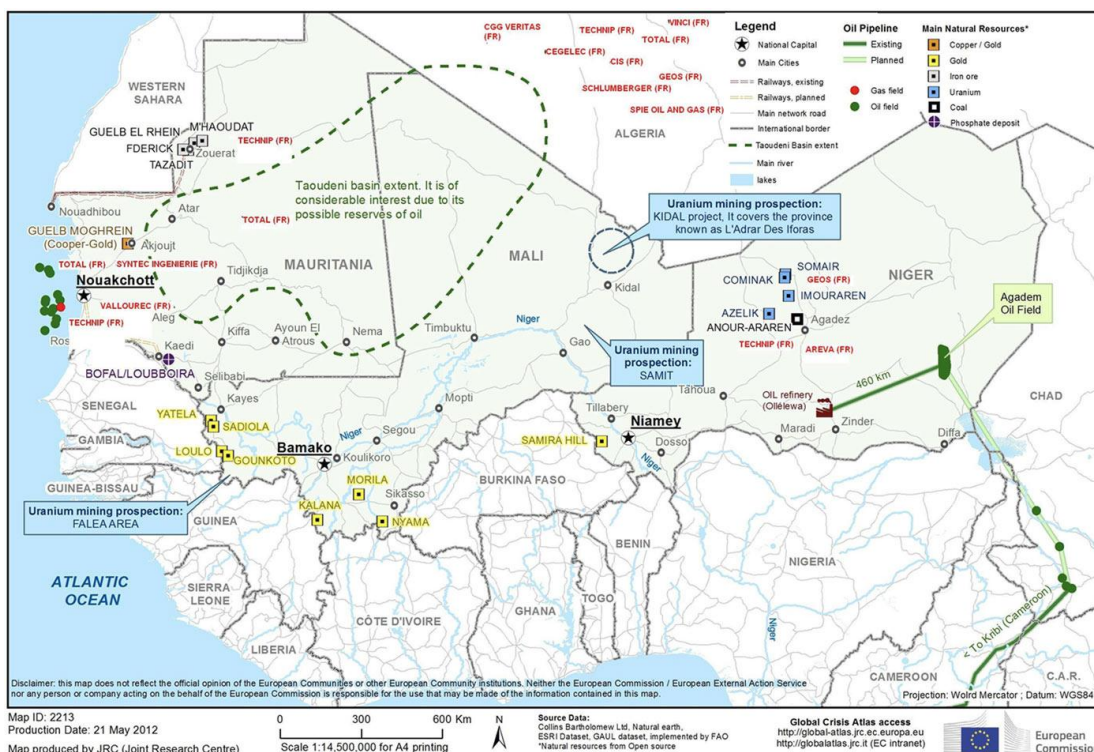 CGG VERITAS
(FR)
TECHNIP (FR)
VINCI (FR)
TOTAL (FR)
CEGELEC (FR)
CIS (FR)
GEOS (FR)
SCHLUMBERGER (FR)
SPIE OIL AND GAS (FR)
ALGERIA
Legend
National Capital
Main Cities
Railways, existing
Railways, planned
Main network road
International border
Taoudeni Basin extent
Main river
lakes
Oil Pipeline
Existing
Planned
Gas field
Oil field
Main Natural Resources*
Copper / Gold
Gold
Iron ore
Uranium
Coal
Phosphate deposit
WESTERN
SAHARA
GUELB EL RHEIN
M'HAOUDAT
FDERICK
Zouerat
TAZADIT
TECHNIP (FR)
Taoudeni basin extent. It is of
considerable interest due to its
possible reserves of oil
Uranium mining prospection:
KIDAL project, It covers the province
known as L'Adrar Des Iforas
Nouadhibou
Atar
TOTAL (FR)
GUELB MOGHREIN
(Cooper-Gold)
Akjoujt
MALI
MAURITANIA
TOTAL (FR)
SYNTEC INGENIERIE (FR)
Tidjikdja
Nouakchott
VALLOUREC (FR)
TECHNIP (FR)
Aleg
Ros
Kiffa
Ayoun El
Atrous
Nema
Kaedi
BOFAL/LOUBBOIRA
Selibabi
Kidal
Timbuktu
Niger
Gao
Uranium mining
prospection:
SAMIT
SOMAIR
COMINAK
GEOS (FR)
NIGER
IMOURAREN
AZELIK
ANOUR-ARAREN
Agadez
TECHNIP (FR)
AREVA (FR)
Agadem
Oil Field
460 km
OIL refinery
(Ollélewa)
CHAD
SENEGAL
Kayes
YATELA
SADIOLA
GAMBIA
LOULO
GOUNKOTO
Bamako
Niger
Segou
Koulikoro
Mopti
MORILA
Sikasso
KALANA
NYAMA
Tahoua
Tillabery
Niamey
SAMIRA HILL
Dosso
Niger
Maradi
Zinder
Diffa
GUINEA-BISSAU
GUINEA
Uranium mining prospection:
FALEA AREA
BURKINA FASO
BENIN
NIGERIA
ATLANTIC
OCEAN
SIERRA
LEONE
LIBERIA
CÔTE D'IVOIRE
GHANA
TOGO
Niger
< To Kribi (Cameroon)
CAMEROON
C.A.R.
Disclaimer: this map does not reflect the official opinion of the European Communities or other European Community institutions. Neither the European Commission / European External Action Service
nor any person or company acting on the behalf of the European Commission is responsible for the use that may be made of the information contained in this map.
Projection: Wolrd Mercator ; Datum: WGS84
Map ID: 2213
Production Date: 21 May 2012
Map produced by JRC (Joint Research Centre)
0 300 600 Km
N
Scale 1:14,500,000 for A4 printing
Source Data:
Collins Bartholomew Ltd, Natural earth,
ESRI Dataset, GAUL dataset, implemented by FAO
*Natural resources from Open source
Global Crisis Atlas access
http://globalatlas.jrc.ec.europa.eu
http://globalatlas.jrc.it (EC intranet)
European
Commiss